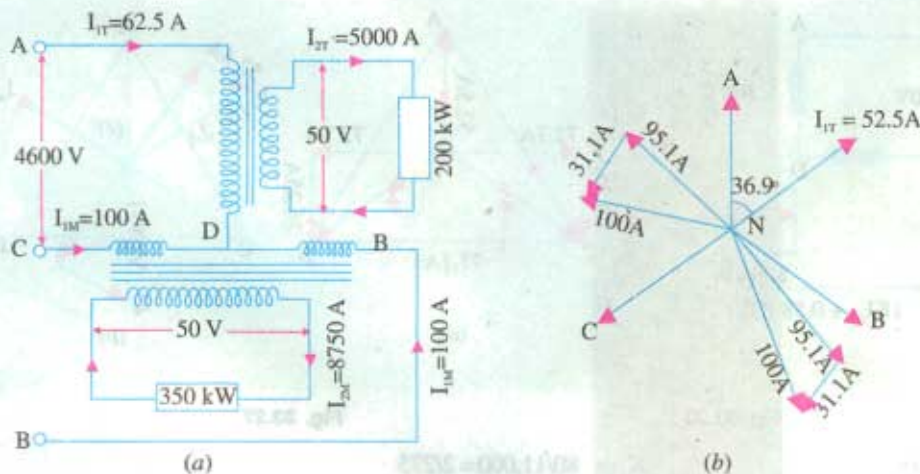 I1T=62.5 A
A
I2T =5000 A
50 V
200 kW
4600 V
I1M=100 A
D
C
B
50 V
I2M=8750 A
I1M=100 A
350 kW
B
(a)
A
I1T = 52.5A
95.1A
31,1A
36.9°
100A
N
C
B
95.1A
100A
31.1A
(b)